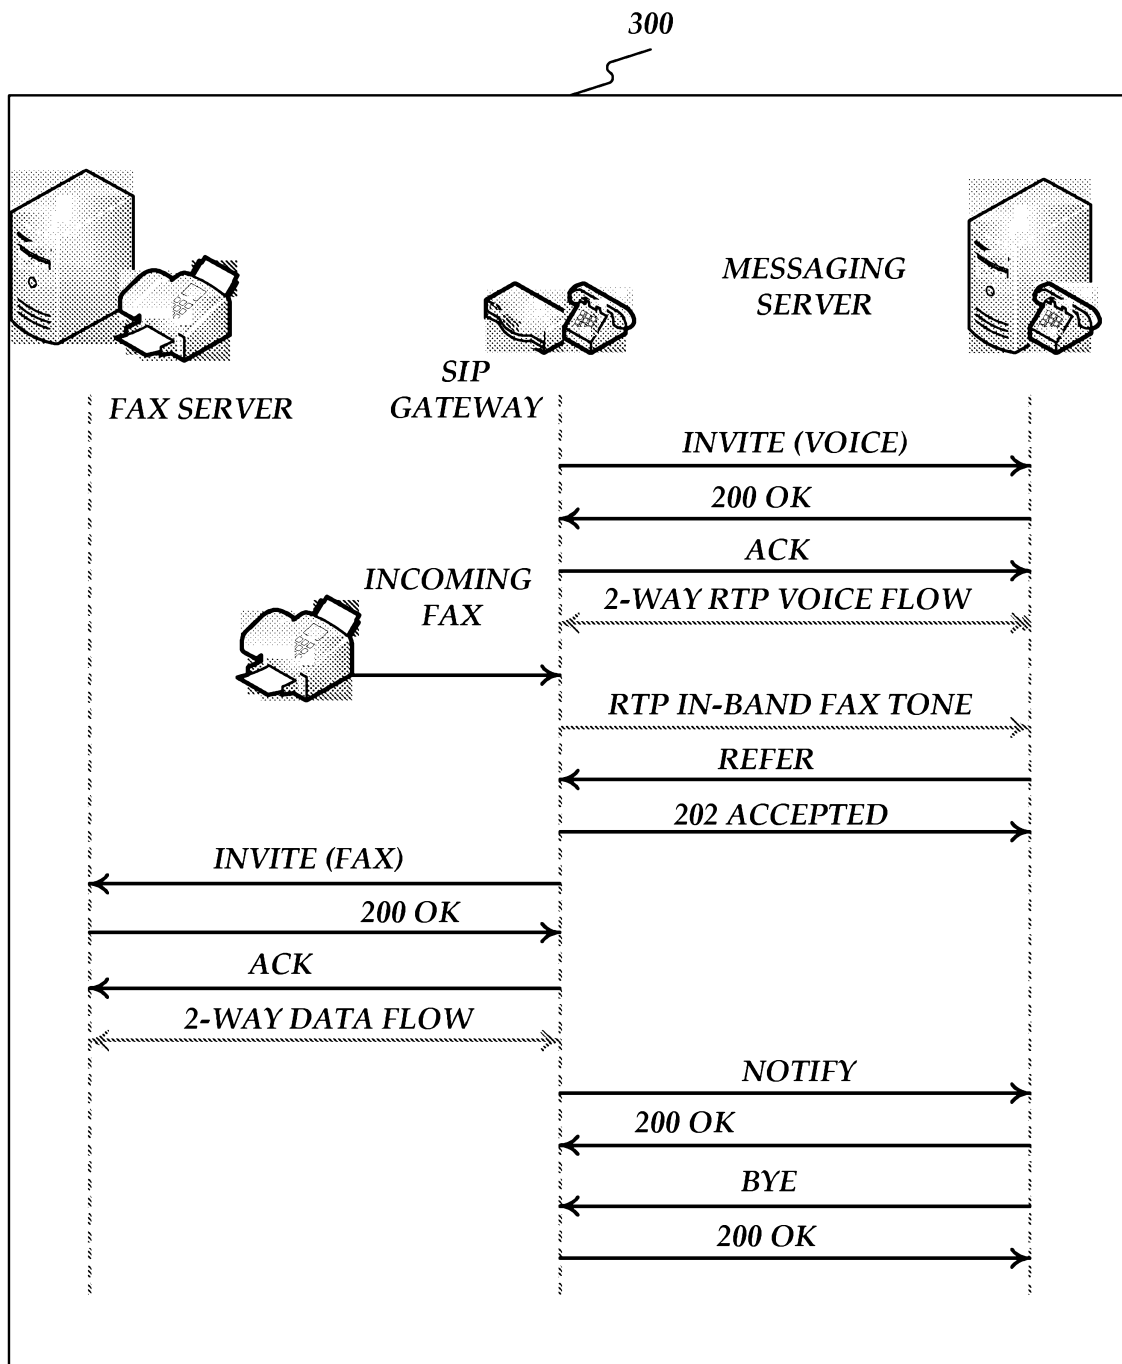 300
MESSAGING
SERVER
SIP
GATEWAY
FAX SERVER
INVITE (VOICE)
200 OK
ACK
INCOMING
FAX
2-WAY RTP VOICE FLOW
RTP IN-BAND FAX TONE
REFER
202 ACCEPTED
INVITE (FAX)
200 OK
ACK
2-WAY DATA FLOW
NOTIFY
200 OK
BYE
200 OK